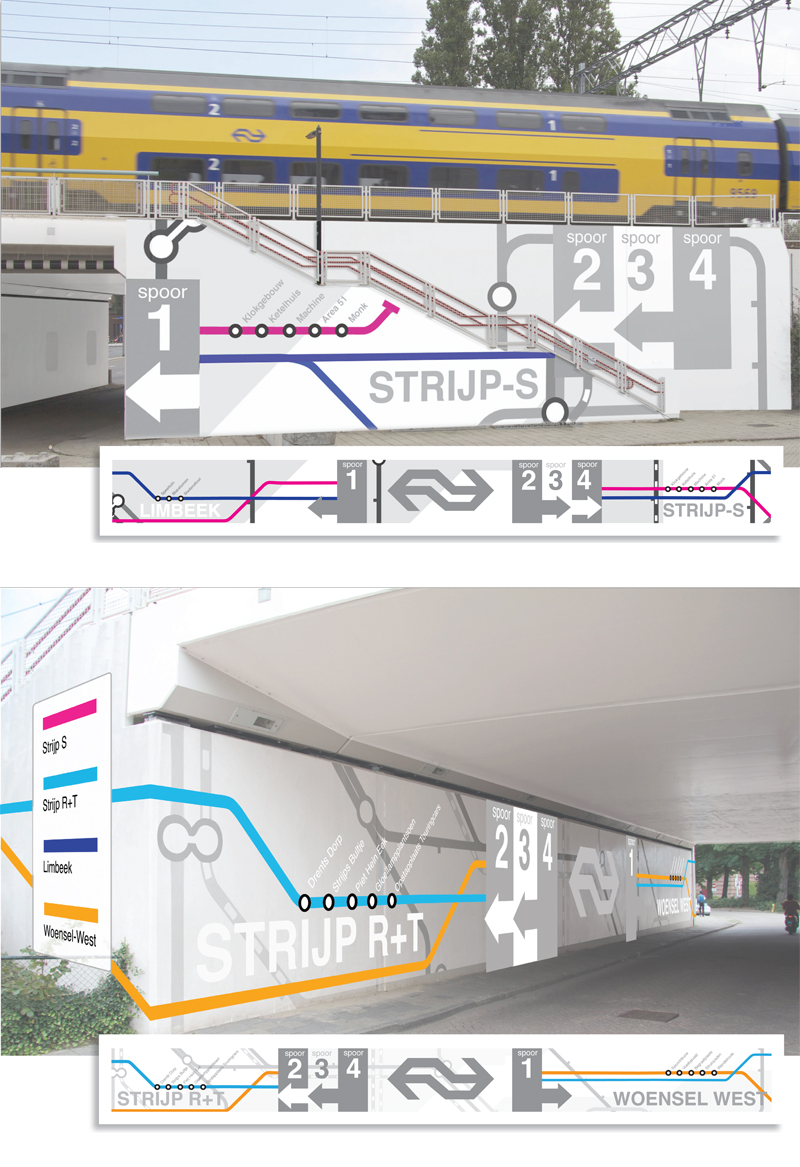 2
1
2
1
9569
spoor
1
Klokgebouw
Ketelhuis
Machine
Area 51
Monk
STRIJP-S
spoor
2
spoor
3
spoor
4
LIMBEEK
spoor
1
spoor
2
spoor
3
spoor
4
STRIJP-S
Strijp S
Strijp R+T
Limbeek
Woensel-West
Drents Dorp
Strijps Bultje
Piet Hein Eek
STRIJP R+T
spoor
2
spoor
3
spoor
4
spoor
1
WOENSEL WEST
STRIJP R+T
spoor
2
spoor
3
spoor
4
spoor
1
WOENSEL WEST